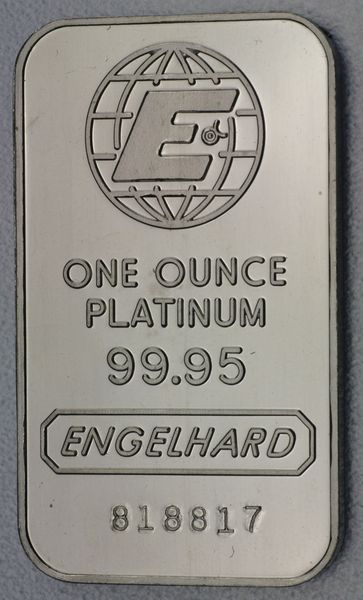 E
ONE OUNCE
PLATINUM
99.95
ENGELHARD
818817